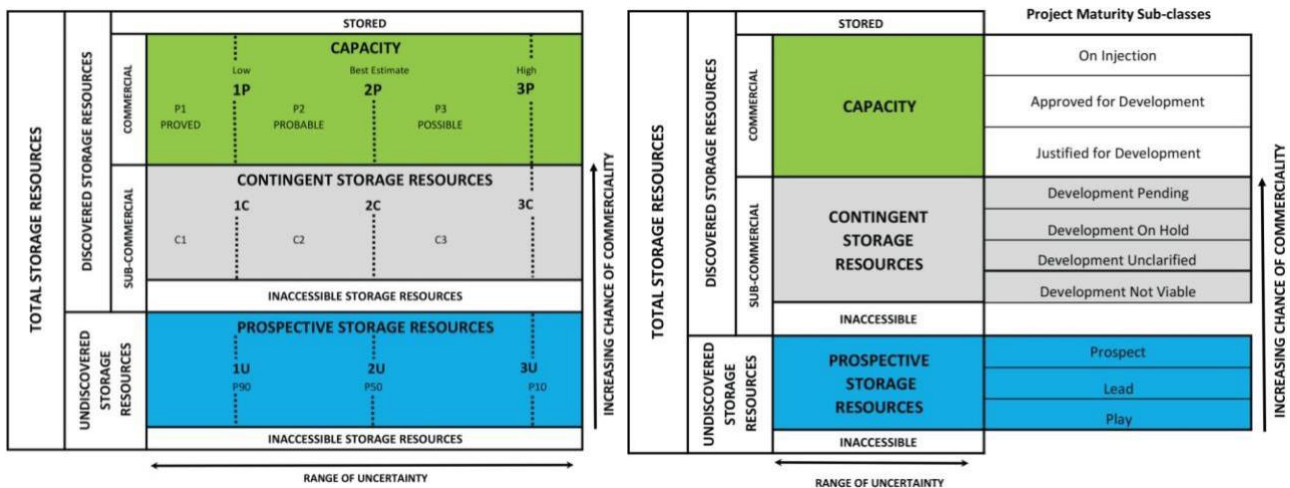 STORED
CAPACITY
Low
Best Estimate
High
1P
2P
3P
P1
P2
P3
PROVED
PROBABLE
POSSIBLE
CONTINGENT STORAGE RESOURCES
1C
2C
3C
C1
C2
C3
INACCESSIBLE STORAGE RESOURCES
PROSPECTIVE STORAGE RESOURCES
1U
2U
3U
P90
P50
P10
INACCESSIBLE STORAGE RESOURCES
TOTAL STORAGE RESOURCES
DISCOVERED STORAGE RESOURCES
COMMERCIAL
SUB-COMMERCIAL
UNDISCOVERED
STORAGE
RESOURCES
INCREASING CHANCE OF COMMERCIALITY
RANGE OF UNCERTAINTY
Project Maturity Sub-classes
STORED
CAPACITY
On Injection
Approved for Development
Justified for Development
CONTINGENT
STORAGE
RESOURCES
Development Pending
Development On Hold
Development Unclarified
Development Not Viable
INACCESSIBLE
PROSPECTIVE
STORAGE
RESOURCES
Prospect
Lead
Play
INACCESSIBLE
TOTAL STORAGE RESOURCES
DISCOVERED STORAGE RESOURCES
COMMERCIAL
SUB-COMMERCIAL
UNDISCOVERED
STORAGE
RESOURCES
INCREASING CHANCE OF COMMERCIALITY
RANGE OF UNCERTAINTY